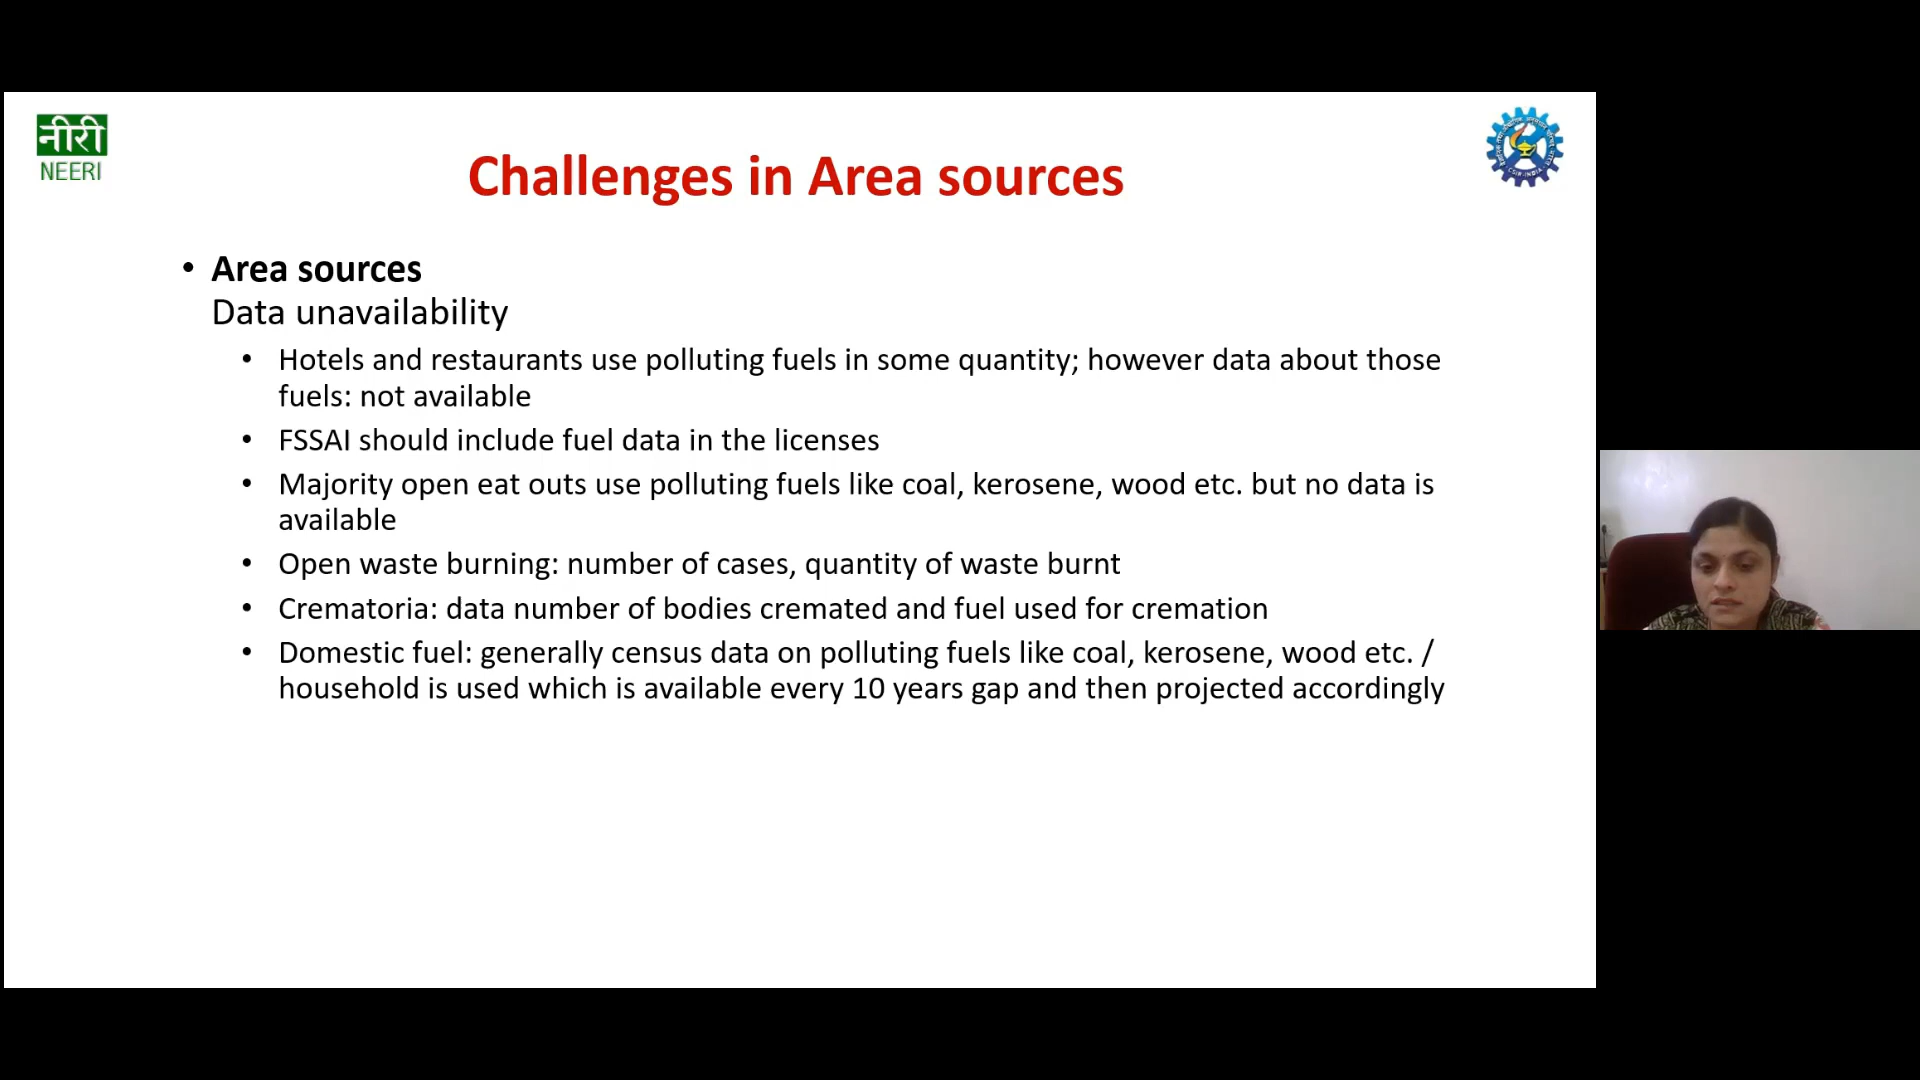 नीरी
NEERI
Challenges in Area sources
• Area sources
Data unavailability
• Hotels and restaurants use polluting fuels in some quantity; however data about those
fuels: not available
• FSSAI should include fuel data in the licenses
• Majority open eat outs use polluting fuels like coal, kerosene, wood etc. but no data is
available
• Open waste burning: number of cases, quantity of waste burnt
• Crematoria: data number of bodies cremated and fuel used for cremation
• Domestic fuel: generally census data on polluting fuels like coal, kerosene, wood etc. /
household is used which is available every 10 years gap and then projected accordingly
CSIR-INDIA